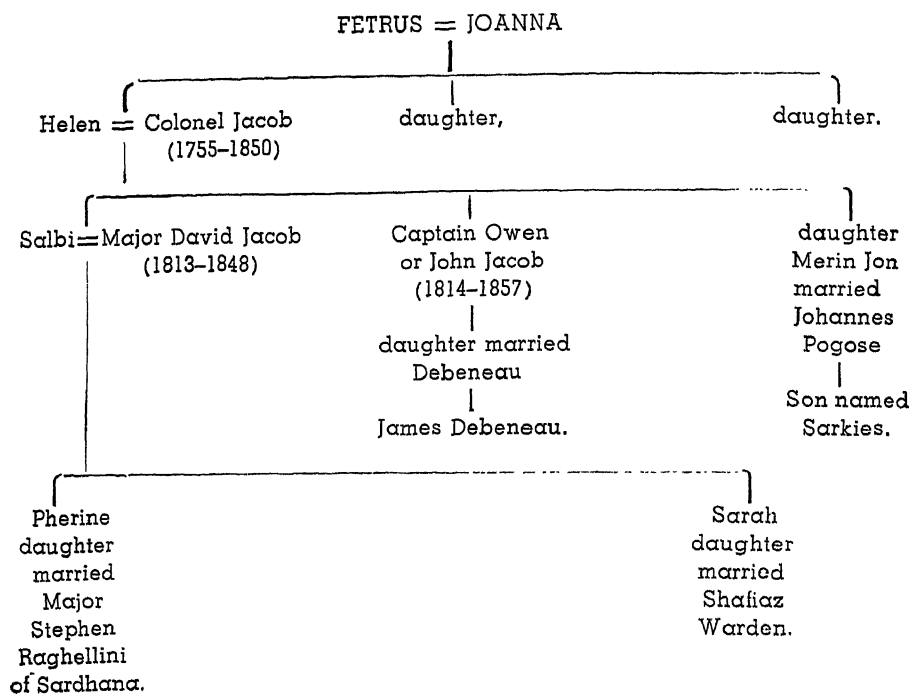 FETRUS = JOANNA
Helen = Colonel Jacob
(1755–1850)
daughter,
daughter.
Salbi=Major David Jacob
(1813–1848)
Captain Owen
or John Jacob
(1814–1857)
daughter married
Debeneau
James Debeneau.
daughter
Merin Jon
married
Johannes
Pogose
Son named
Sarkies.
Pherine
daughter
married
Major
Stephen
Raghellini
of Sardhana.
Sarah
daughter
married
Shafiaz
Warden.